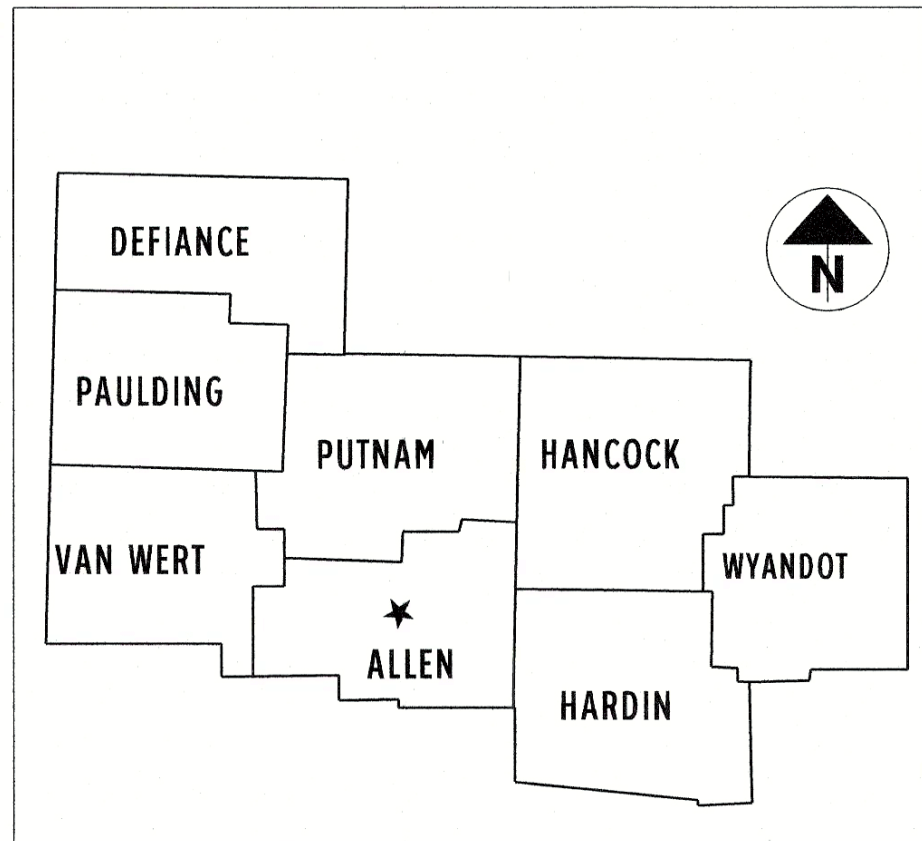 DEFIANCE
N
PAULDING
PUTNAM
HANCOCK
VAN WERT
WYANDOT
ALLEN
HARDIN